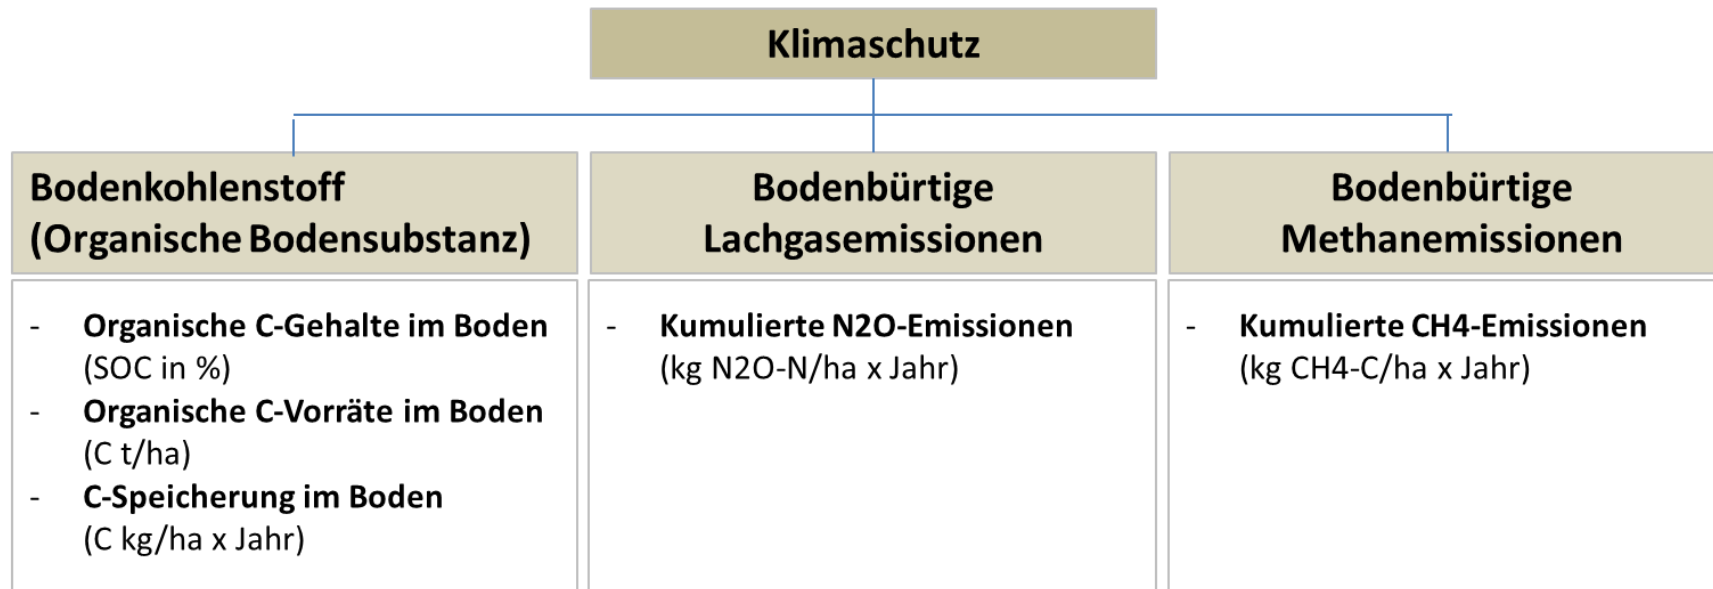 Klimaschutz
Bodenkohlenstoff
(Organische Bodensubstanz)
- Organische C-Gehalte im Boden
(SOC in %)
- Organische C-Vorräte im Boden
(C t/ha)
- C-Speicherung im Boden
(C kg/ha x Jahr)
Bodenbürtige
Lachgasemissionen
- Kumulierte N2O-Emissionen
(kg N2O-N/ha x Jahr)
Bodenbürtige
Methanemissionen
- Kumulierte CH4-Emissionen
(kg CH4-C/ha x Jahr)